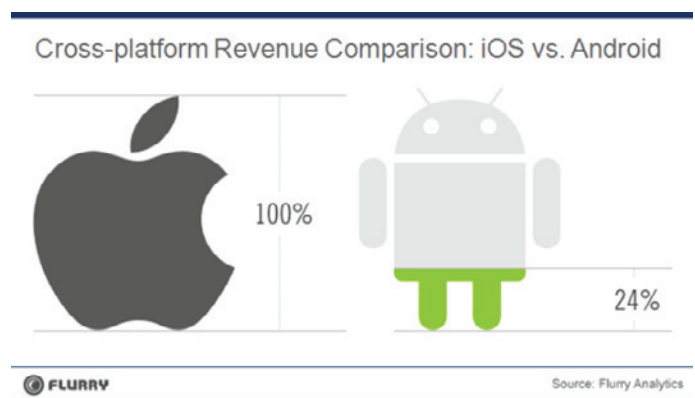 Cross-platform Revenue Comparison: iOS vs. Android
100%
24%
FLURRY
Source: Flurry Analytics